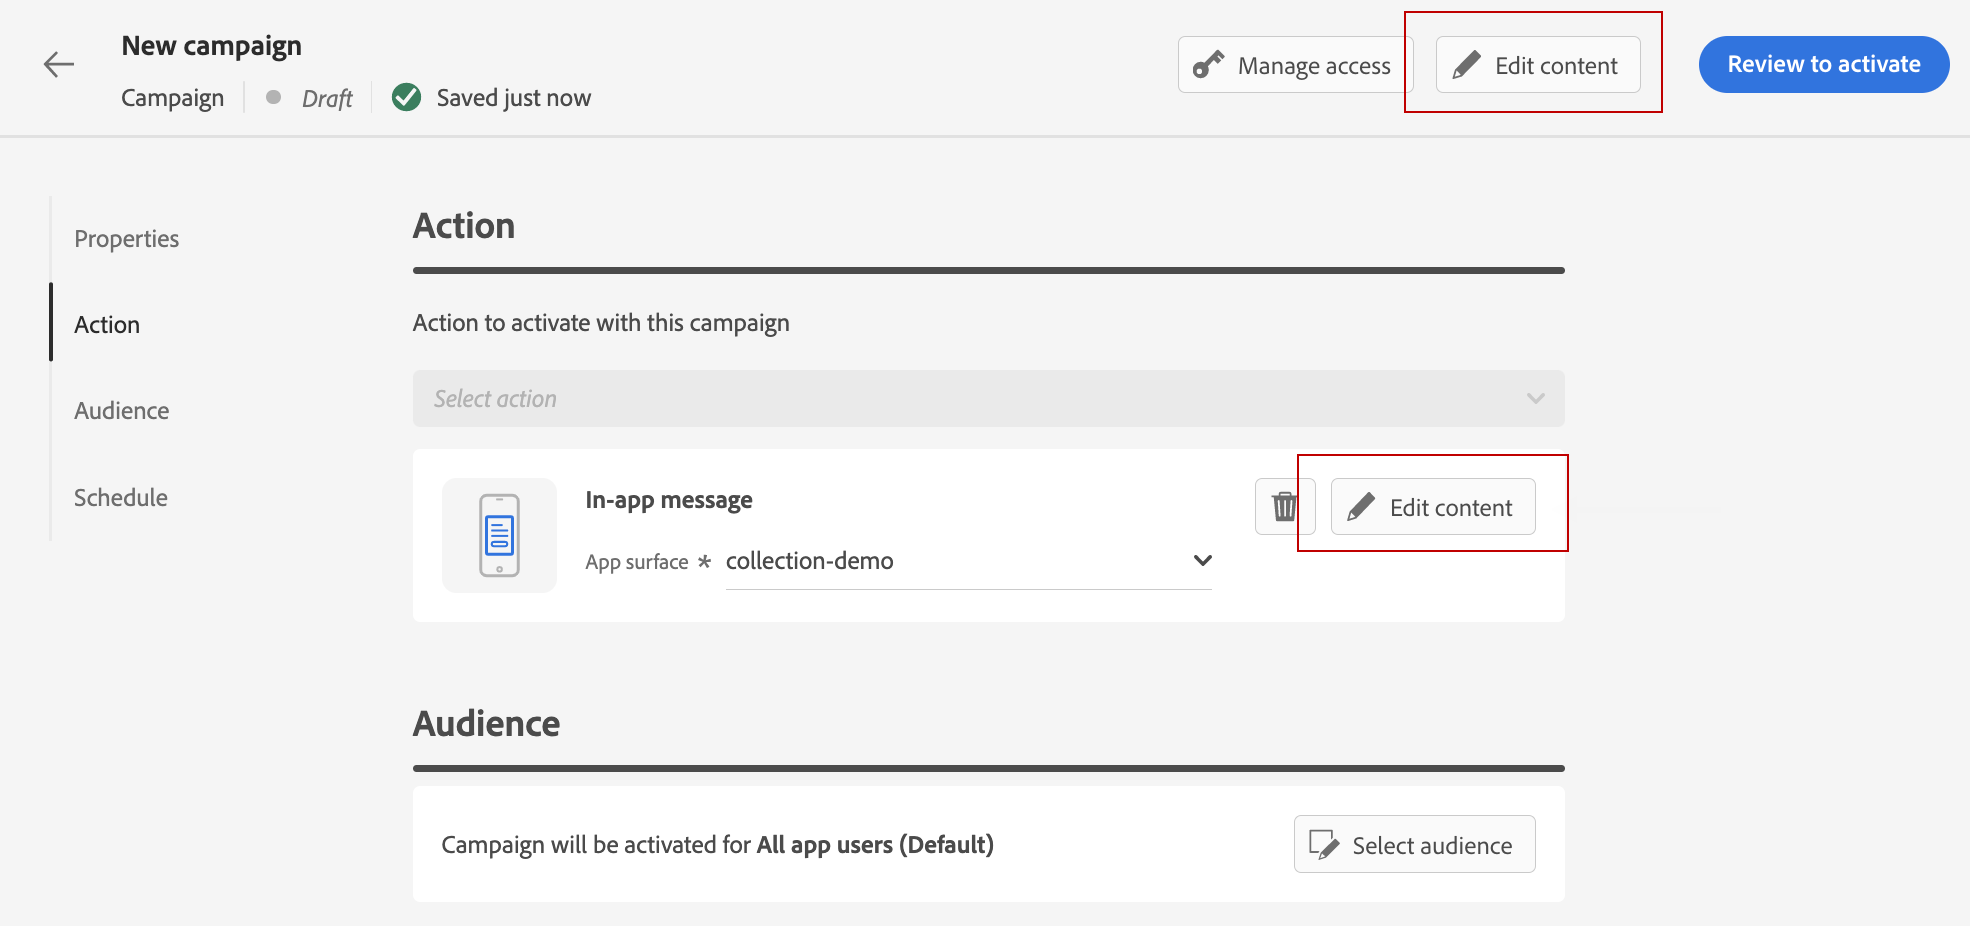 New campaign
Campaign Draft Saved just now
Manage access
Edit content
Review to activate
Properties
Action
Audience
Schedule
Action
Action to activate with this campaign
Select action
In-app message
Edit content
App surface * collection-demo
Audience
Campaign will be activated for All app users (Default)
Select audience